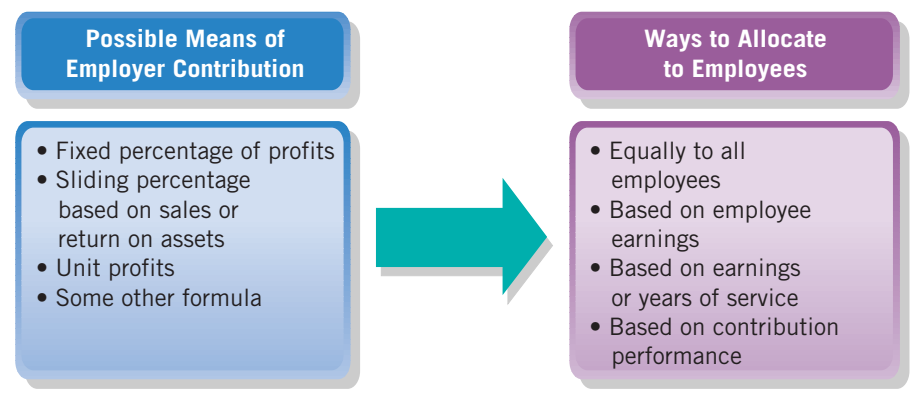 Possible Means of
Employer Contribution
• Fixed percentage of profits
• Sliding percentage
based on sales or
return on assets
• Unit profits
• Some other formula
Ways to Allocate
to Employees
• Equally to all
employees
• Based on employee
earnings
• Based on earnings
or years of service
• Based on contribution
performance